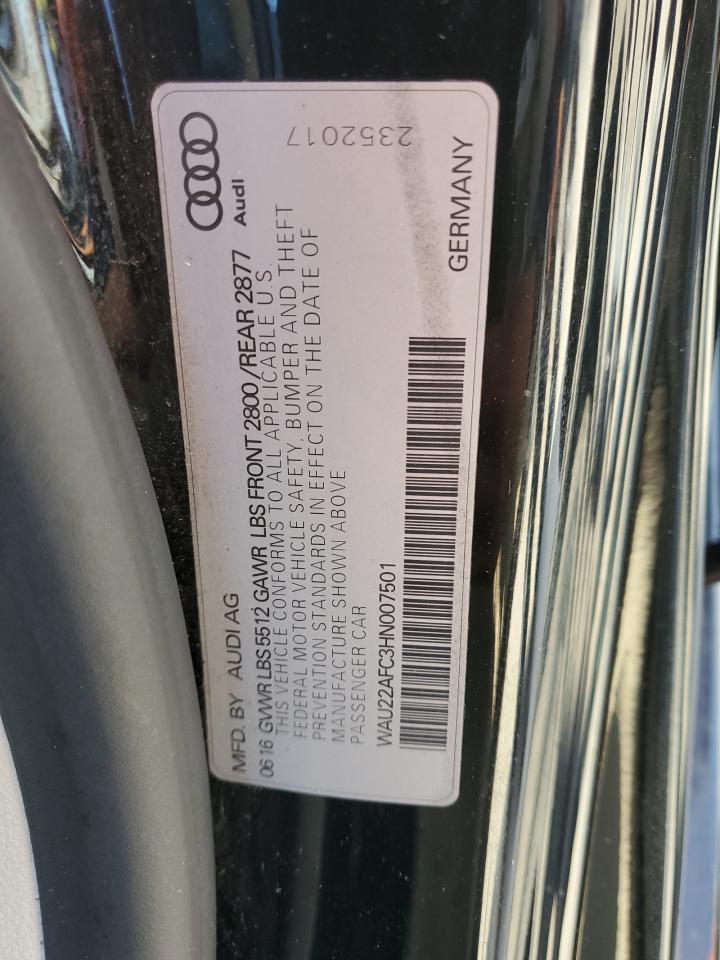 MFD. BY AUDI AG
Audi
06 16 GVWR LBS 5512 GAWR LBS FRONT 2800 /REAR 2877
THIS VEHICLE CONFORMS TO ALL APPLICABLE U.S.
FEDERAL MOTOR VEHICLE SAFETY, BUMPER AND THEFT
PREVENTION STANDARDS IN EFFECT ON THE DATE OF
MANUFACTURE SHOWN ABOVE
PASSENGER CAR
WAU22AFC3HN007501
GERMANY
2352017